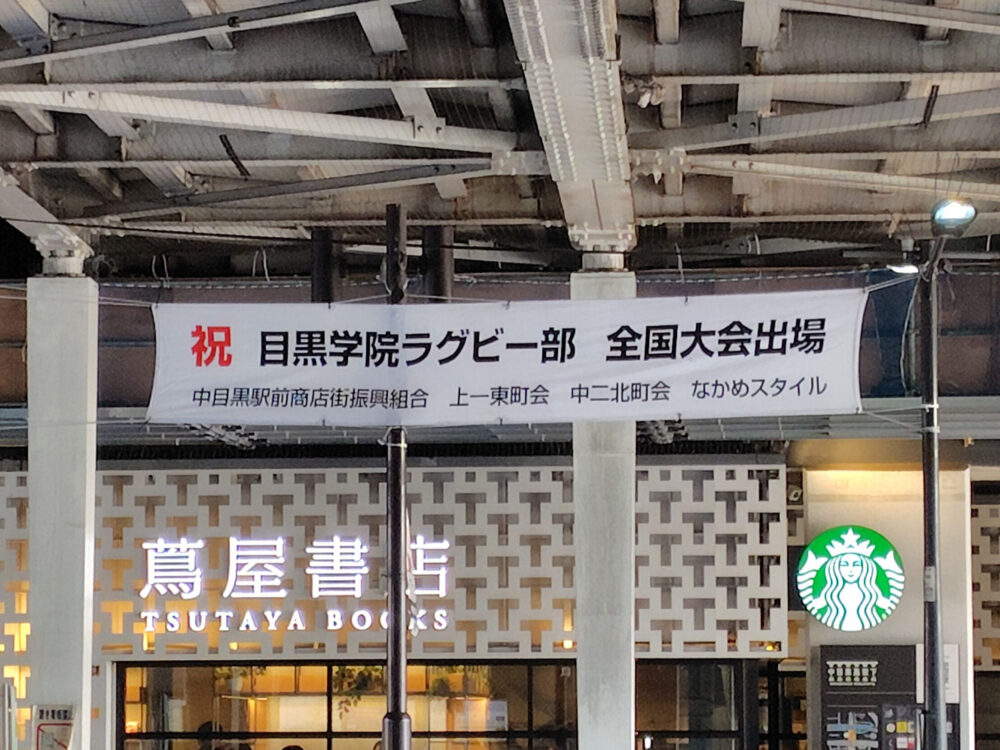 祝 目黒学院ラグビー部 全国大会出場
中目黒駅前商店街振興組合 上一東町会 中二北町会 なかめスタイル
蔦屋書店
TSUTAYA BOOKS